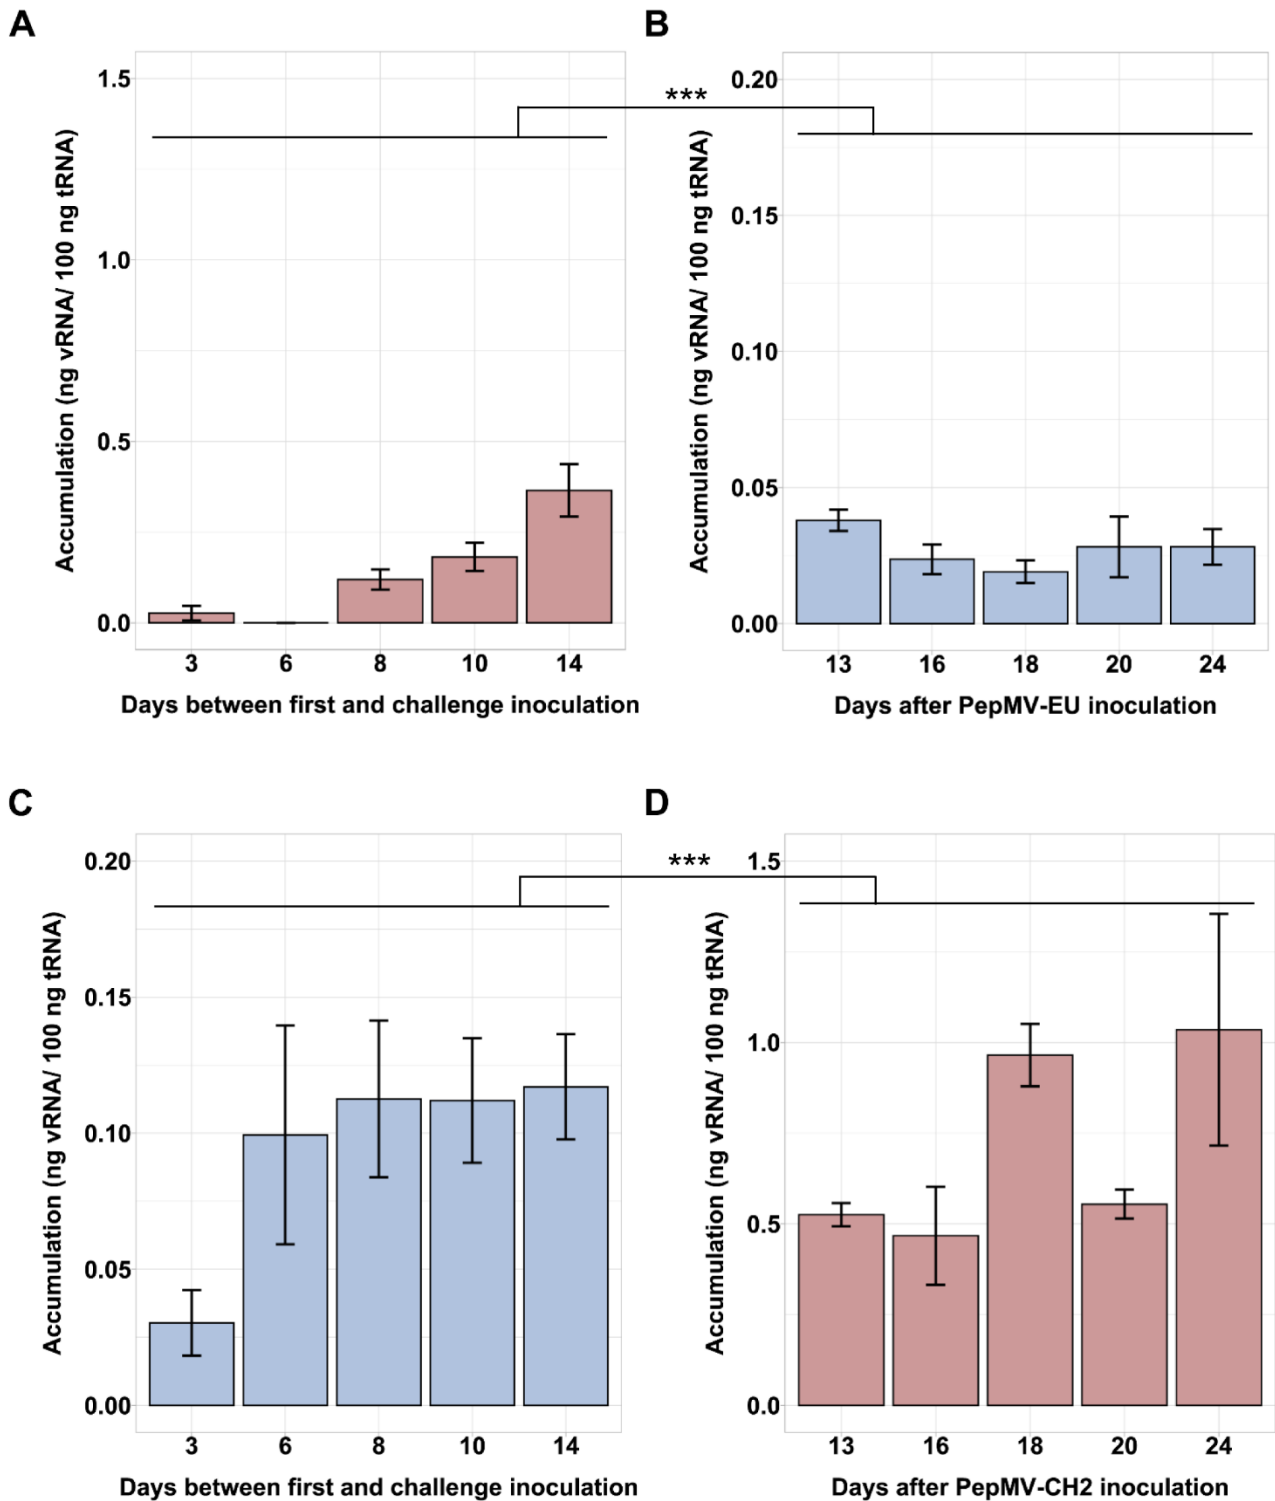 A
B
Accumulation (ng vRNA/ 100 ng tRNA)
1.5
1.0
0.5
0.0
3 6 8 10 14
Days between first and challenge inoculation
***
Accumulation (ng vRNA/ 100 ng tRNA)
0.20
0.15
0.10
0.05
0.00
13 16 18 20 24
Days after PepMV-EU inoculation
C
D
Accumulation (ng vRNA/ 100 ng tRNA)
0.20
0.15
0.10
0.05
0.00
3 6 8 10 14
Days between first and challenge inoculation
***
Accumulation (ng vRNA/ 100 ng tRNA)
1.5
1.0
0.5
0.0
13 16 18 20 24
Days after PepMV-CH2 inoculation